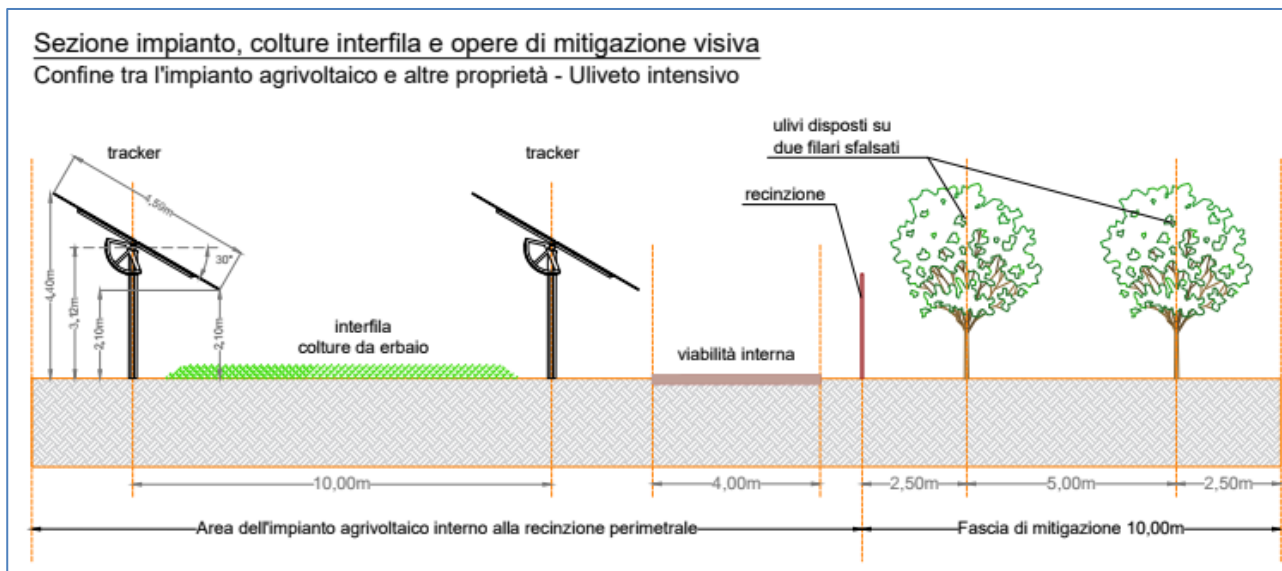 Sezione impianto, colture interfila e opere di mitigazione visiva
Confine tra l'impianto agrivoltaico e altre proprietà - Uliveto intensivo
ulivi disposti su
due filari sfalsati
tracker
tracker
recinzione
4,59m
30°
4,40m
3,12m
2,10m
2,10m
interfila
colture da erbaio
viabilità interna
10,00m
4,00m
2,50m
5,00m
2,50m
Area dell'impianto agrivoltaico interno alla recinzione perimetrale
Fascia di mitigazione 10,00m